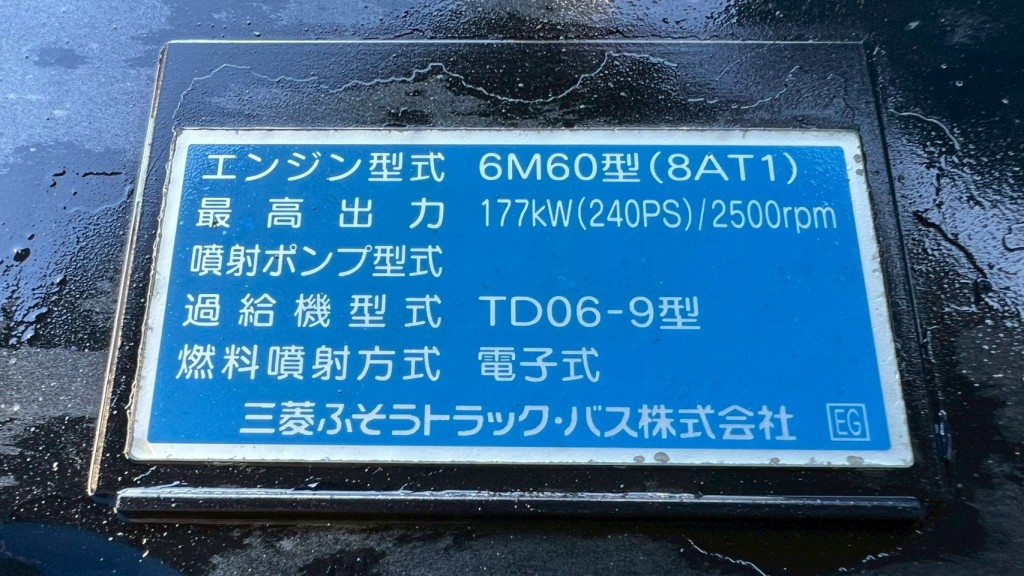 エンジン型式 6M60型(8AT1)
最高出力 177kW(240PS)/2500rpm
噴射ポンプ型式
過給機型式 TD06-9型
燃料噴射方式 電子式
三菱ふそうトラック・バス株式会社 EG